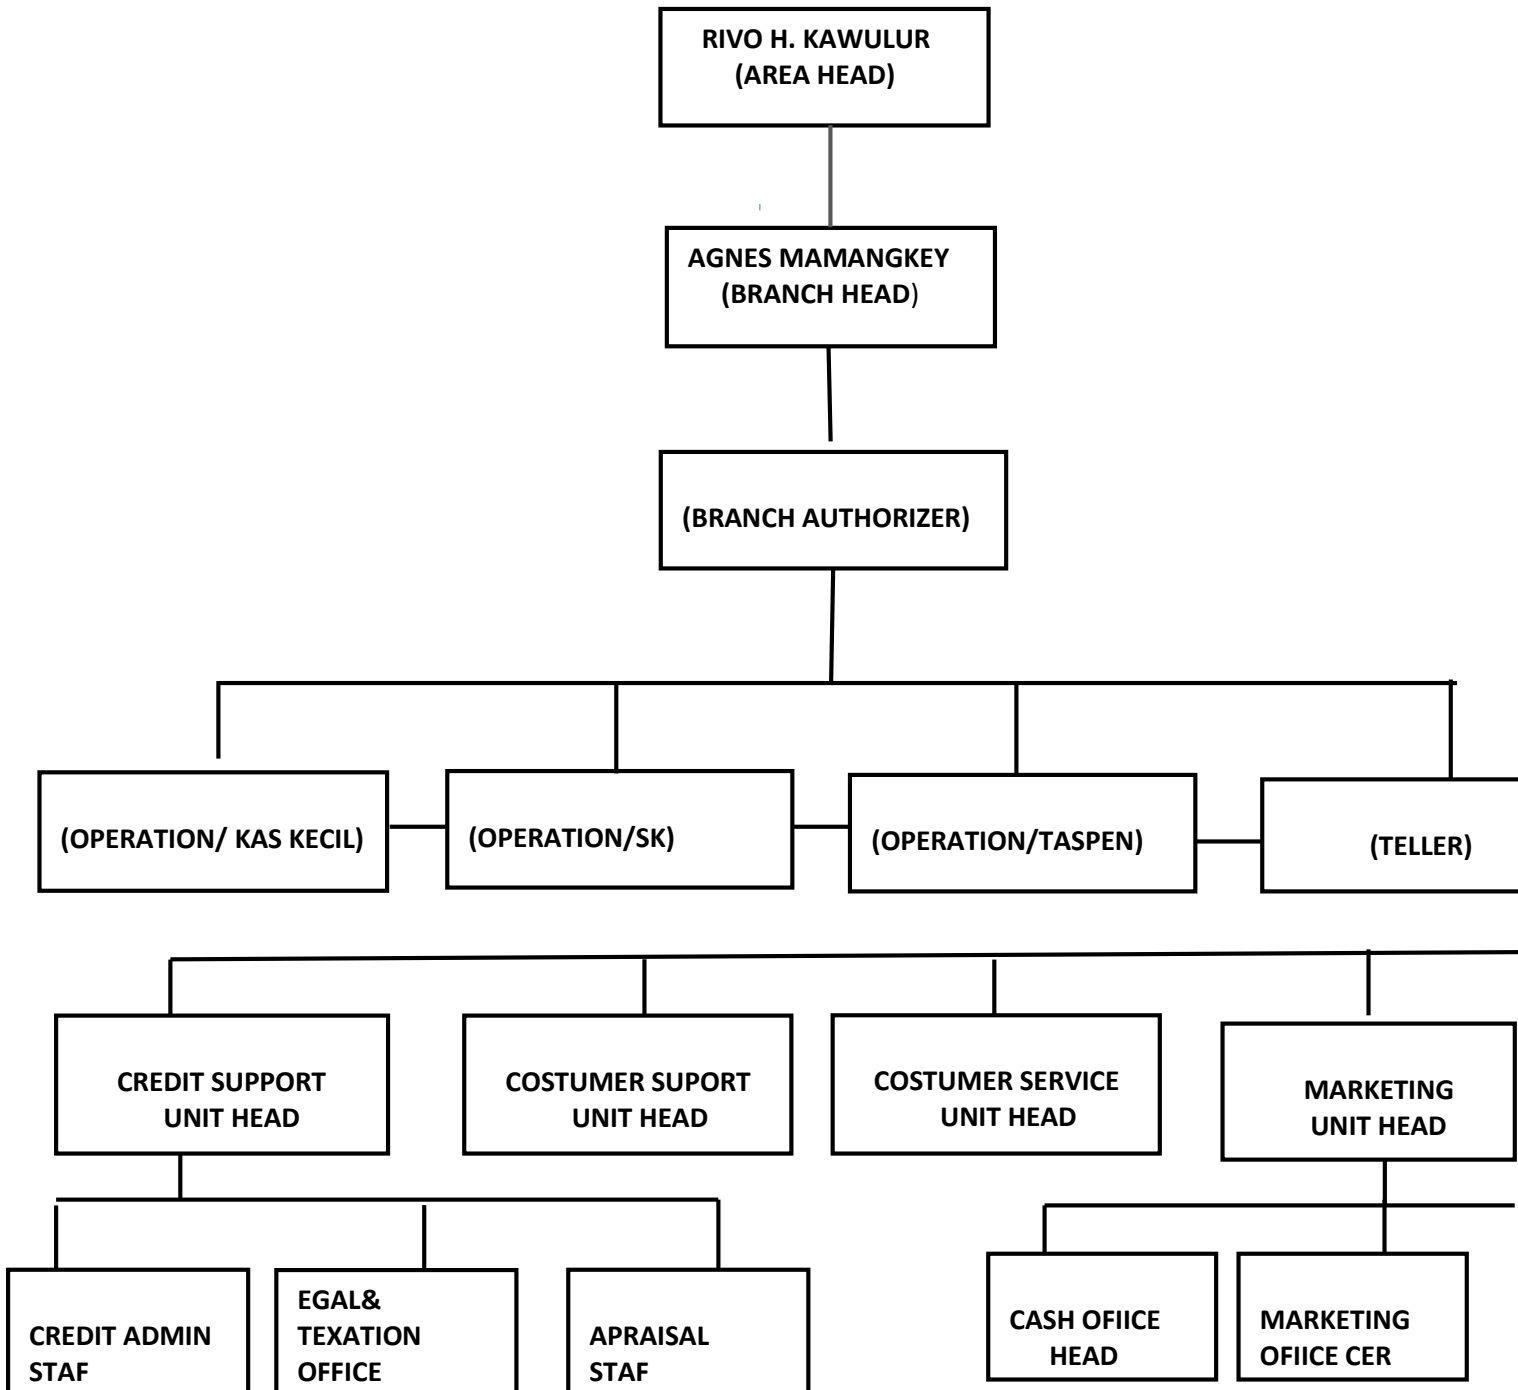 RIVO H. KAWULUR
(AREA HEAD)
AGNES MAMANGKEY
(BRANCH HEAD)
(BRANCH AUTHORIZER)
(OPERATION/ KAS KECIL)
(OPERATION/SK)
(OPERATION/TASPEN)
(TELLER)
CREDIT SUPPORT
UNIT HEAD
COSTUMER SUPORT
UNIT HEAD
COSTUMER SERVICE
UNIT HEAD
MARKETING
UNIT HEAD
CREDIT ADMIN
STAF
EGAL&
TEXATION
OFFICE
APRAISAL
STAF
CASH OFIICE
HEAD
MARKETING
OFIICE CER